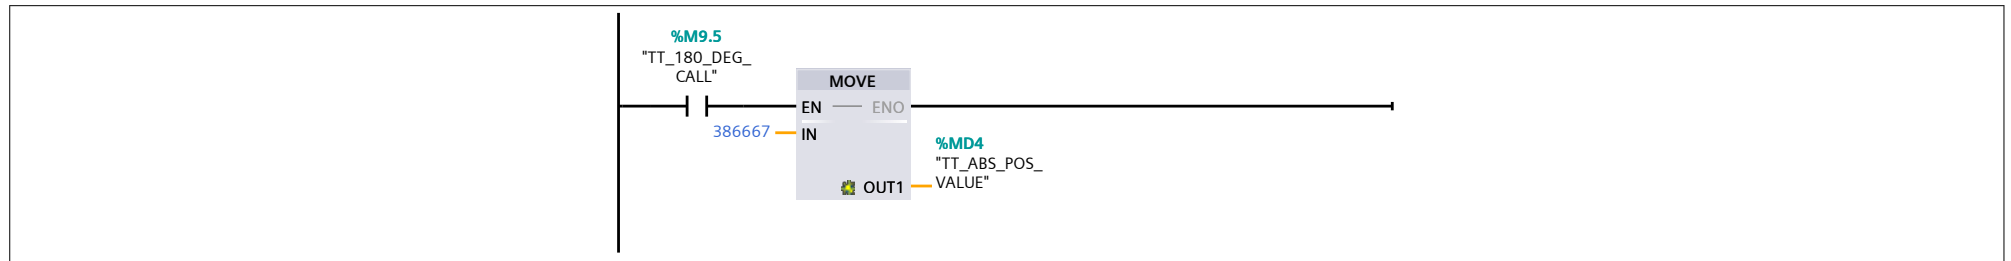 %M9.5
"TT_180_DEG_
CALL"
MOVE
EN ENO
386667 IN
%MD4
"TT_ABS_POS_
OUT1 VALUE"